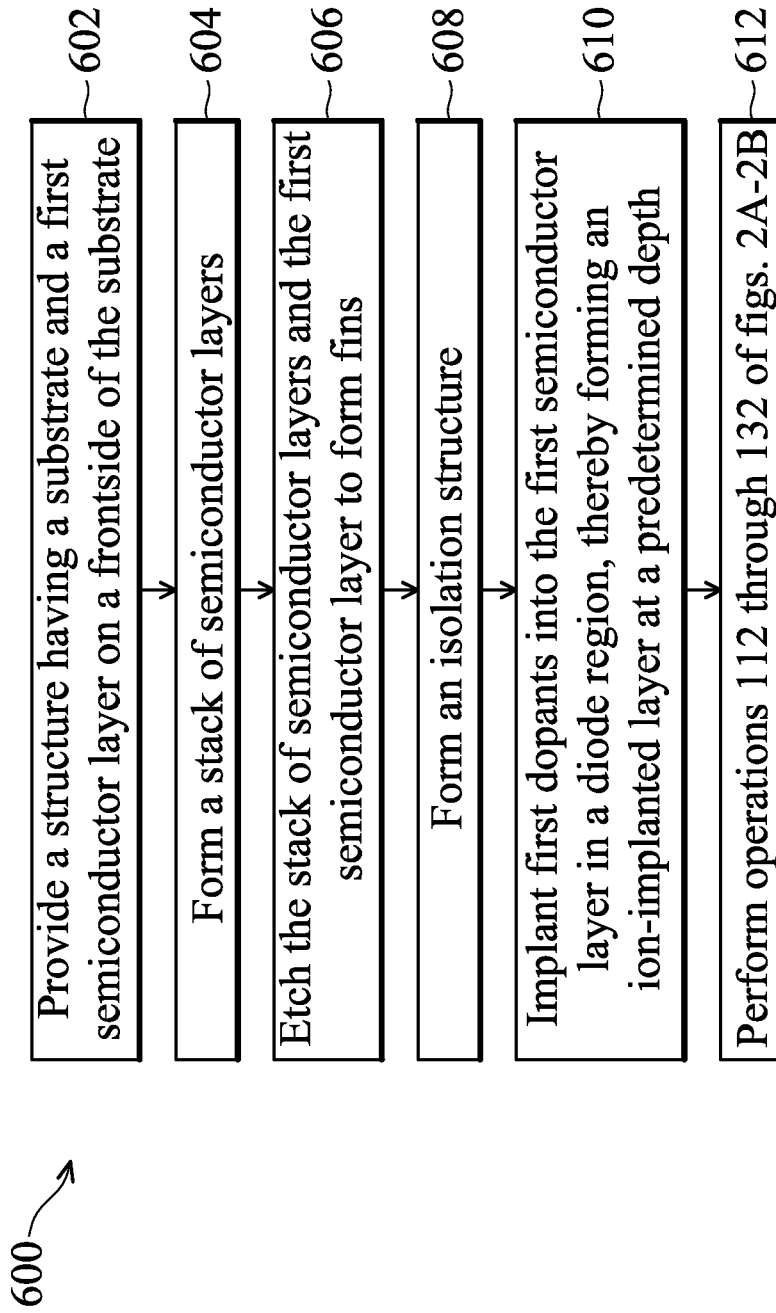 600
Provide a structure having a substrate and a first
semiconductor layer on a frontside of the substrate
602
Form a stack of semiconductor layers
604
Etch the stack of semiconductor layers and the first
semiconductor layer to form fins
606
Form an isolation structure
608
Implant first dopants into the first semiconductor
layer in a diode region, thereby forming an
ion-implanted layer at a predetermined depth
610
Perform operations 112 through 132 of figs. 2A-2B
612